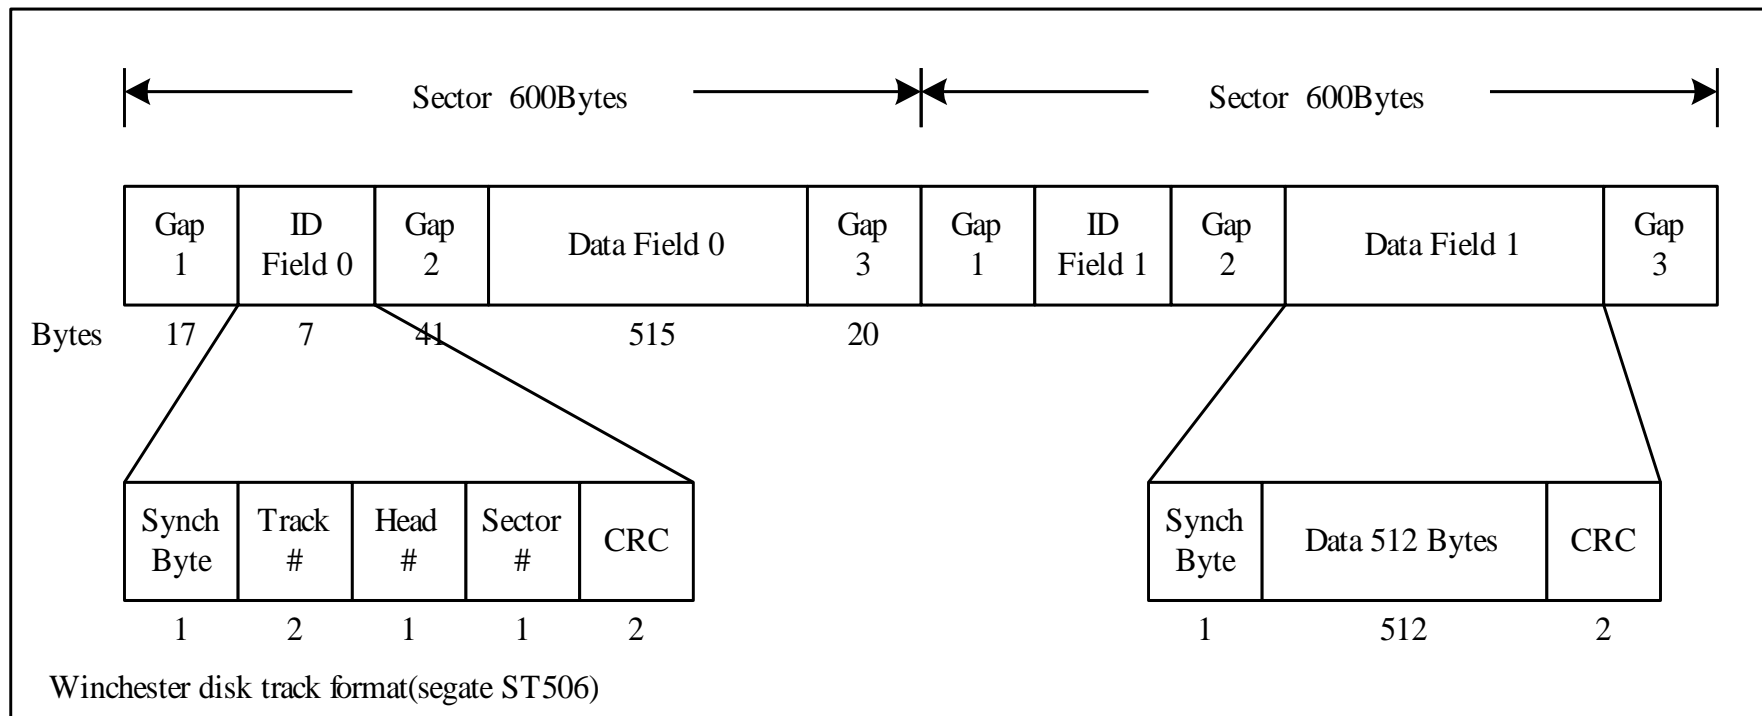 Sector 600Bytes Sector 600Bytes
Gap 1 ID Field 0 Gap 2 Data Field 0 Gap 3 Gap 1 ID Field 1 Gap 2 Data Field 1 Gap 3
Bytes 17 7 41 515 20
Synch Byte Track # Head # Sector # CRC Synch Byte Data 512 Bytes CRC
1 2 1 1 2 1 512 2
Winchester disk track format(segate ST506)